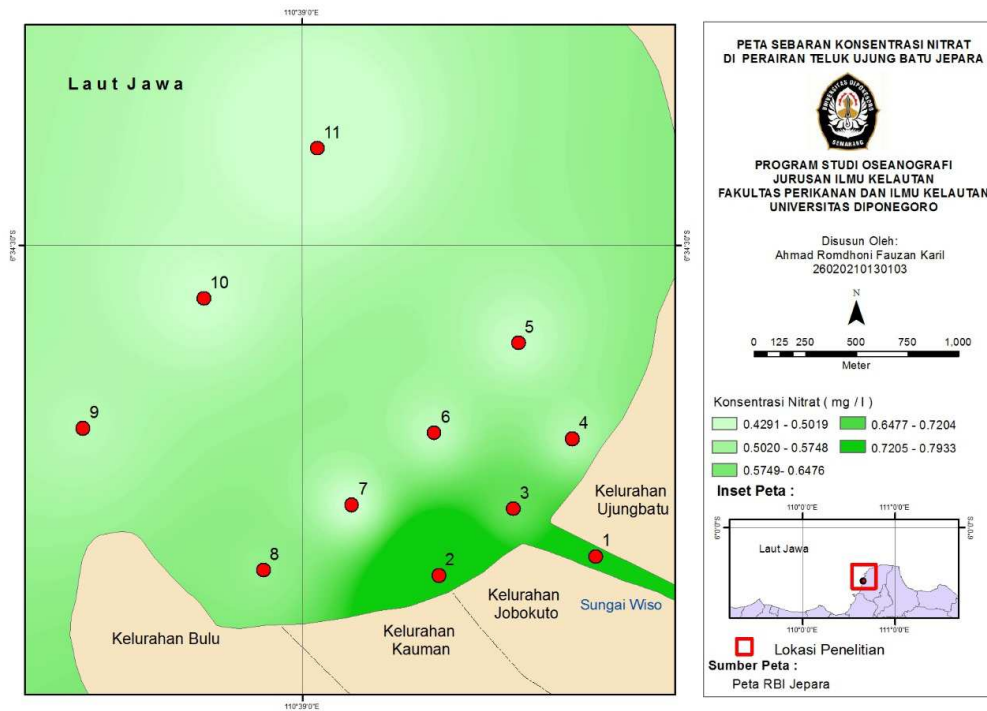 110°39'0"E
Laut Jawa
11
6°34'0"S
6°34'0"S
10
5
9
6
4
7
3
Kelurahan
Ujungbatu
8
2
1
Kelurahan
Jobokuto
Sungai Wiso
Kelurahan Bulu
Kelurahan
Kauman
110°39'0"E
PETA SEBARAN KONSENTRASI NITRAT
DI PERAIRAN TELUK UJUNG BATU JEPARA
UNIVERSITAS DIPONEGORO
SEMARANG
PROGRAM STUDI OSEANOGRAFI
JURUSAN ILMU KELAUTAN
FAKULTAS PERIKANAN DAN ILMU KELAUTAN
UNIVERSITAS DIPONEGORO
Disusun Oleh:
Ahmad Romdhoni Fauzan Karil
26020210130103
N
0 125 250 500 750 1.000
Meter
Konsentrasi Nitrat ( mg / l )
0.4291 - 0.5019
0.6477 - 0.7204
0.5020 - 0.5748
0.7205 - 0.7933
0.5749- 0.6476
Inset Peta :
110°0'0"E 111°0'0"E
6°0'0"S
6°0'0"S
Laut Jawa
110°0'0"E 111°0'0"E
Lokasi Penelitian
Sumber Peta :
Peta RBI Jepara